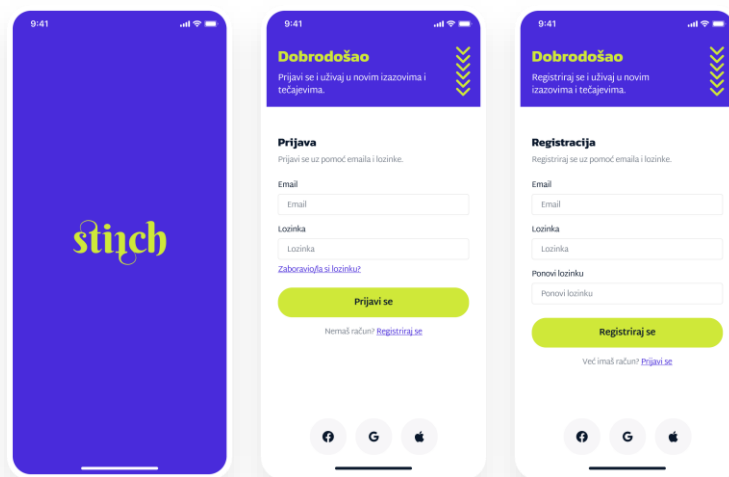 9:41
stitch
9:41
Dobrodošao
Prijavi se i uživaj u novim izazovima i
tečajevima.
Prijava
Prijavi se uz pomoć emaila i lozinke.
Email
Email
Lozinka
Lozinka
Zaboravio/la si lozinku?
Prijavi se
Nemaš račun? Registriraj se
9:41
Dobrodošao
Registriraj se i uživaj u novim
izazovima i tečajevima.
Registracija
Registriraj se uz pomoć emaila i lozinke.
Email
Email
Lozinka
Lozinka
Ponovi lozinku
Ponovi lozinku
Registriraj se
Već imaš račun? Prijavi se